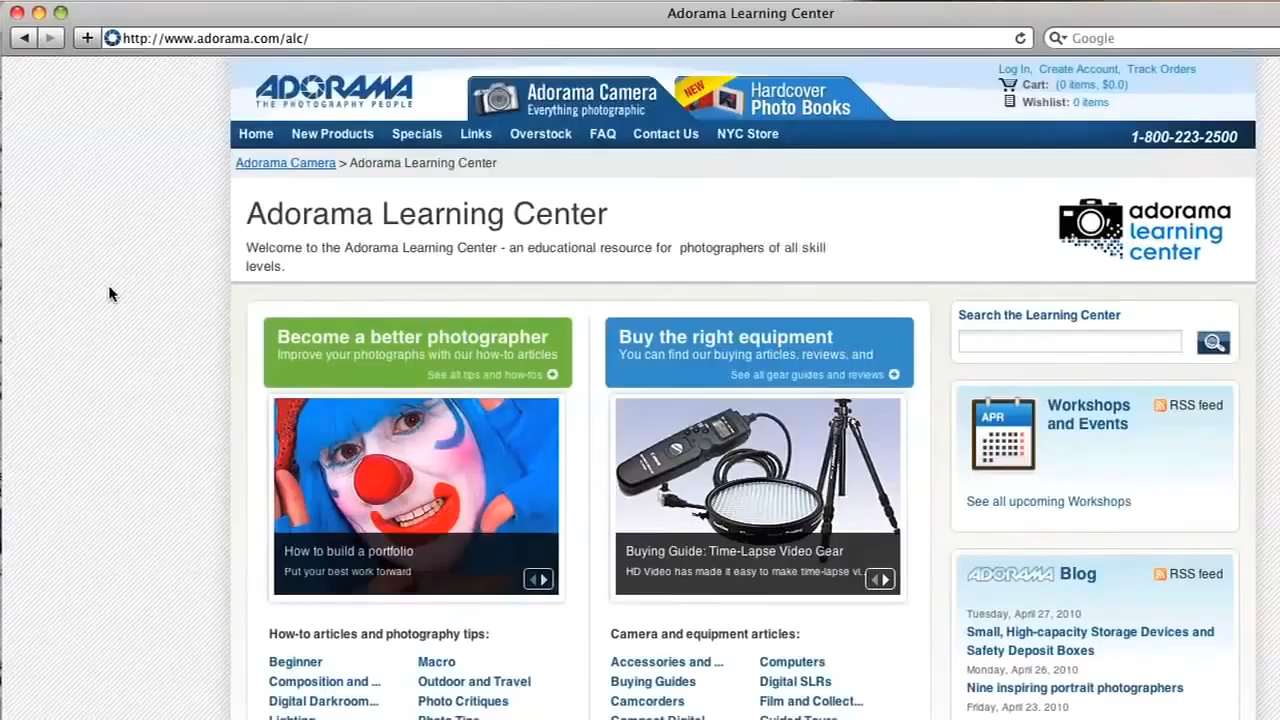 Adorama Learning Center
http://www.adorama.com/alc/
Google
ADORAMA
THE PHOTOGRAPHY PEOPLE
Adorama Camera
Everything photographic
NEW
Hardcover
Photo Books
Log In, Create Account, Track Orders
Cart: (0 items, $0.0)
Wishlist: 0 items
Home New Products Specials Links Overstock FAQ Contact Us NYC Store
1-800-223-2500
Adorama Camera > Adorama Learning Center
Adorama Learning Center
Welcome to the Adorama Learning Center - an educational resource for photographers of all skill
levels.
adorama
learning
center
Become a better photographer
Improve your photographs with our how-to articles
See all tips and how-tos
Buy the right equipment
You can find our buying articles, reviews, and
See all gear guides and reviews
Search the Learning Center
How to build a portfolio
Put your best work forward
Buying Guide: Time-Lapse Video Gear
HD Video has made it easy to make time-lapse vi...
APR
Workshops
and Events
RSS feed
See all upcoming Workshops
ADORAMA Blog
RSS feed
Tuesday, April 27, 2010
Small, High-capacity Storage Devices and
Safety Deposit Boxes
Monday, April 26, 2010
Nine inspiring portrait photographers
Friday, April 23, 2010
How-to articles and photography tips:
Beginner
Composition and ...
Digital Darkroom...
Macro
Outdoor and Travel
Photo Critiques
Camera and equipment articles:
Accessories and ...
Buying Guides
Camcorders
Computers
Digital SLRs
Film and Collect...